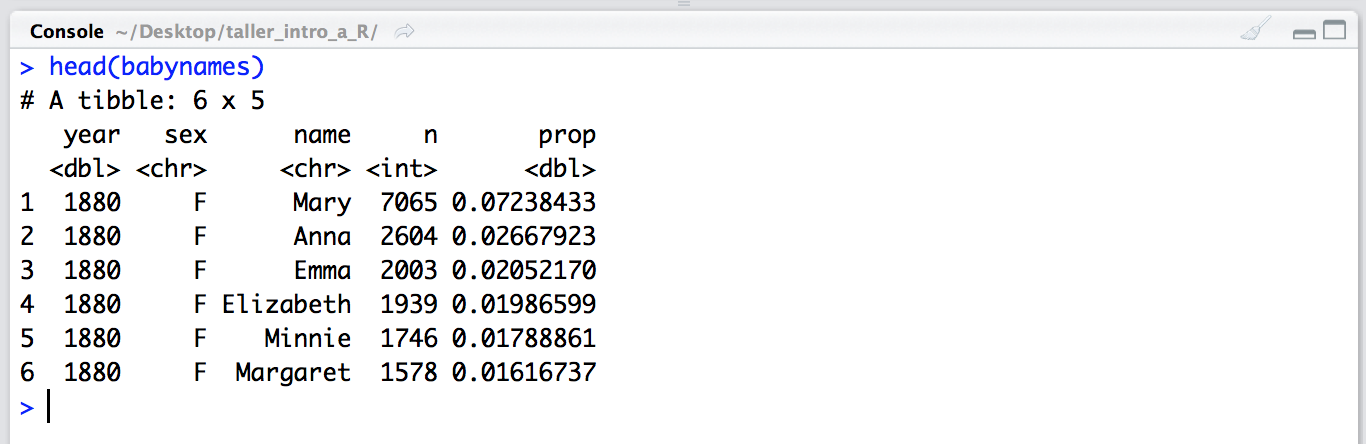 Console ~/Desktop/taller_intro_a_R/
> head(babynames)
# A tibble: 6 x 5
year sex name n prop
<dbl> <chr> <chr> <int> <dbl>
1 1880 F Mary 7065 0.07238433
2 1880 F Anna 2604 0.02667923
3 1880 F Emma 2003 0.02052170
4 1880 F Elizabeth 1939 0.01986599
5 1880 F Minnie 1746 0.01788861
6 1880 F Margaret 1578 0.01616737
>